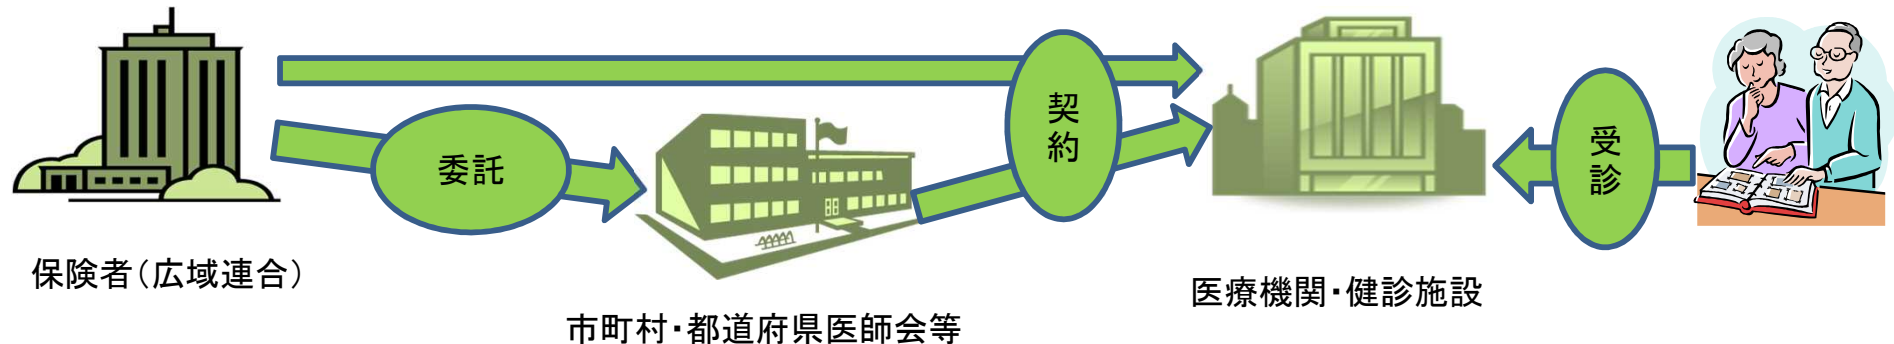 契約
委託
受診
保険者(広域連合)
医療機関・健診施設
市町村・都道府県医師会等